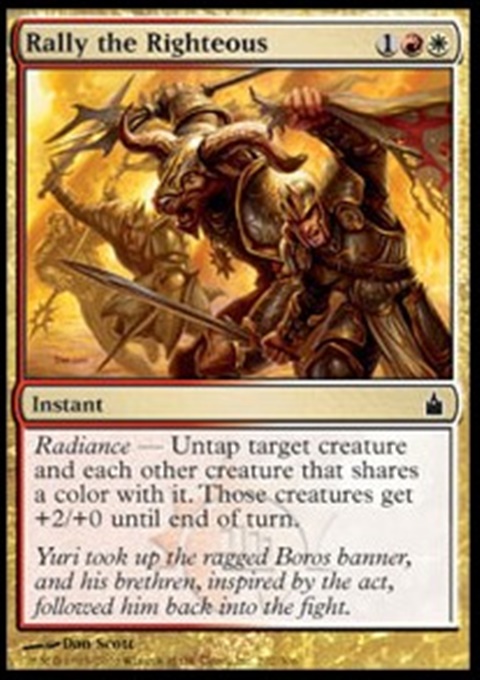 Rally the Righteous
1
Instant
Radiance — Untap target creature
and each other creature that shares
a color with it. Those creatures get
+2/+0 until end of turn.
Yuri took up the ragged Boros banner,
and his brethren, inspired by the act,
followed him back into the fight.
Dan Scott